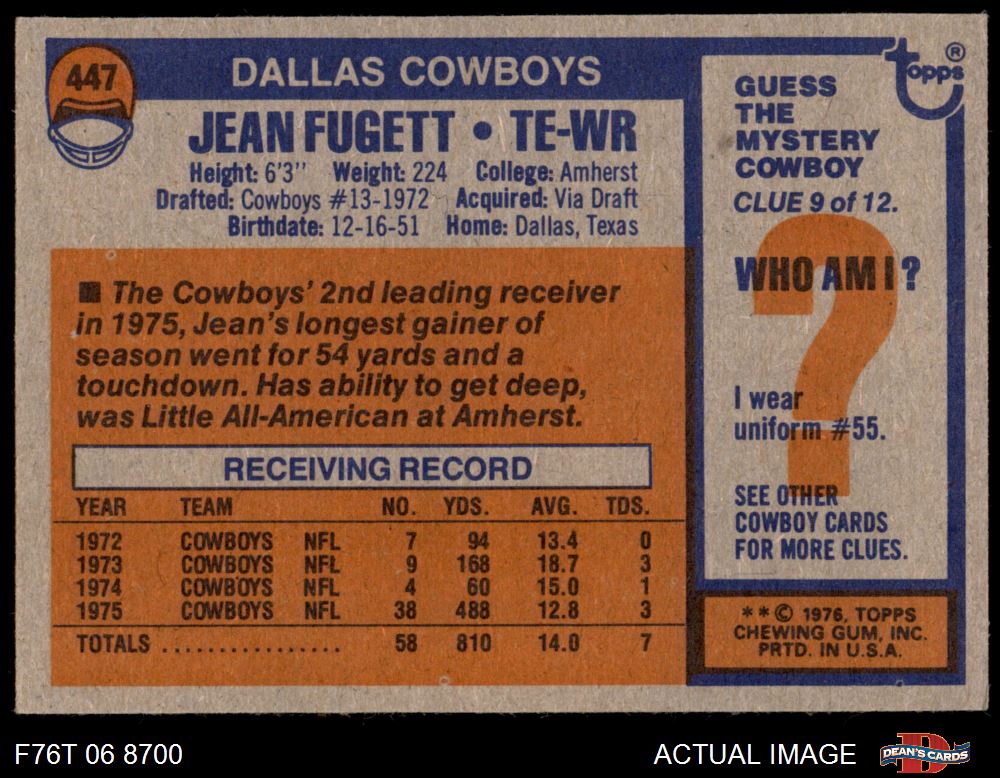 447
DALLAS COWBOYS
JEAN FUGETT • TE-WR
Height: 6'3'' Weight: 224 College: Amherst
Drafted: Cowboys #13-1972 Acquired: Via Draft
Birthdate: 12-16-51 Home: Dallas, Texas
■ The Cowboys' 2nd leading receiver
in 1975, Jean's longest gainer of
season went for 54 yards and a
touchdown. Has ability to get deep,
was Little All-American at Amherst.
RECEIVING RECORD
YEAR TEAM NO. YDS. AVG. TDS.
1972 COWBOYS NFL 7 94 13.4 0
1973 COWBOYS NFL 9 168 18.7 3
1974 COWBOYS NFL 4 60 15.0 1
1975 COWBOYS NFL 38 488 12.8 3
TOTALS ................ 58 810 14.0 7
topps ®
GUESS
THE
MYSTERY
COWBOY
CLUE 9 of 12.
WHO AM I ?
?
I wear
uniform #55.
SEE OTHER
COWBOY CARDS
FOR MORE CLUES.
* * © 1976, TOPPS
CHEWING GUM, INC.
PRTD. IN U.S.A.
F76T 06 8700
ACTUAL IMAGE
DEAN'S CARDS